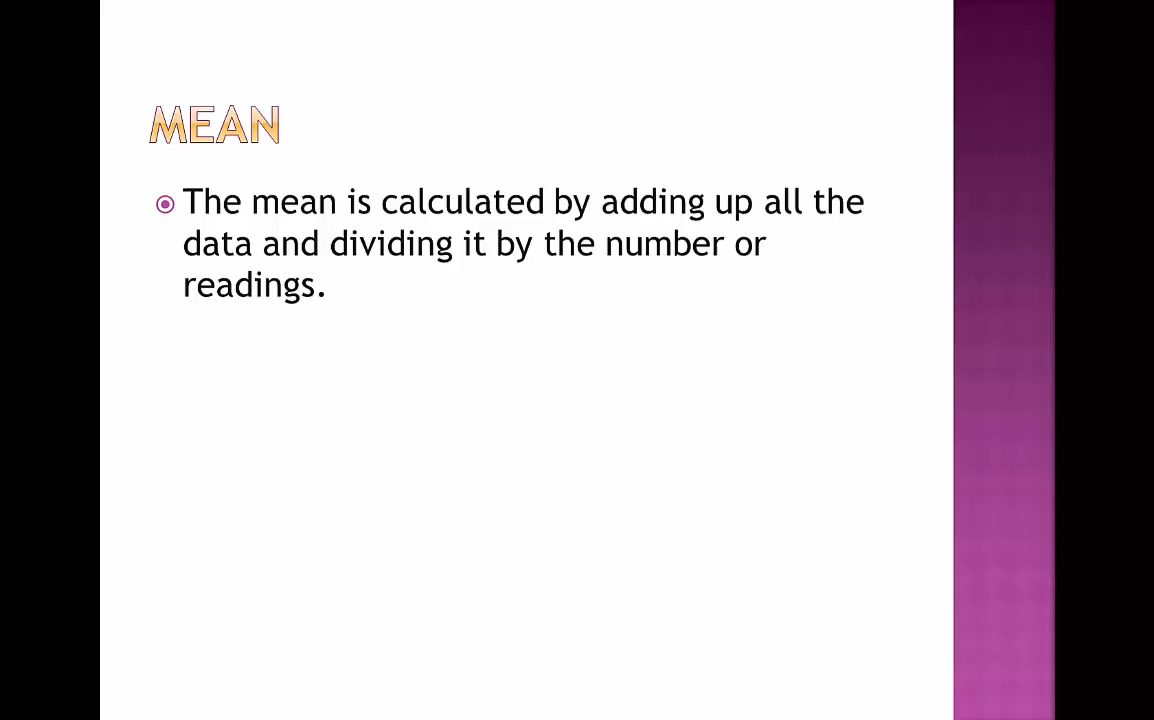 MEAN
The mean is calculated by adding up all the
data and dividing it by the number or
readings.